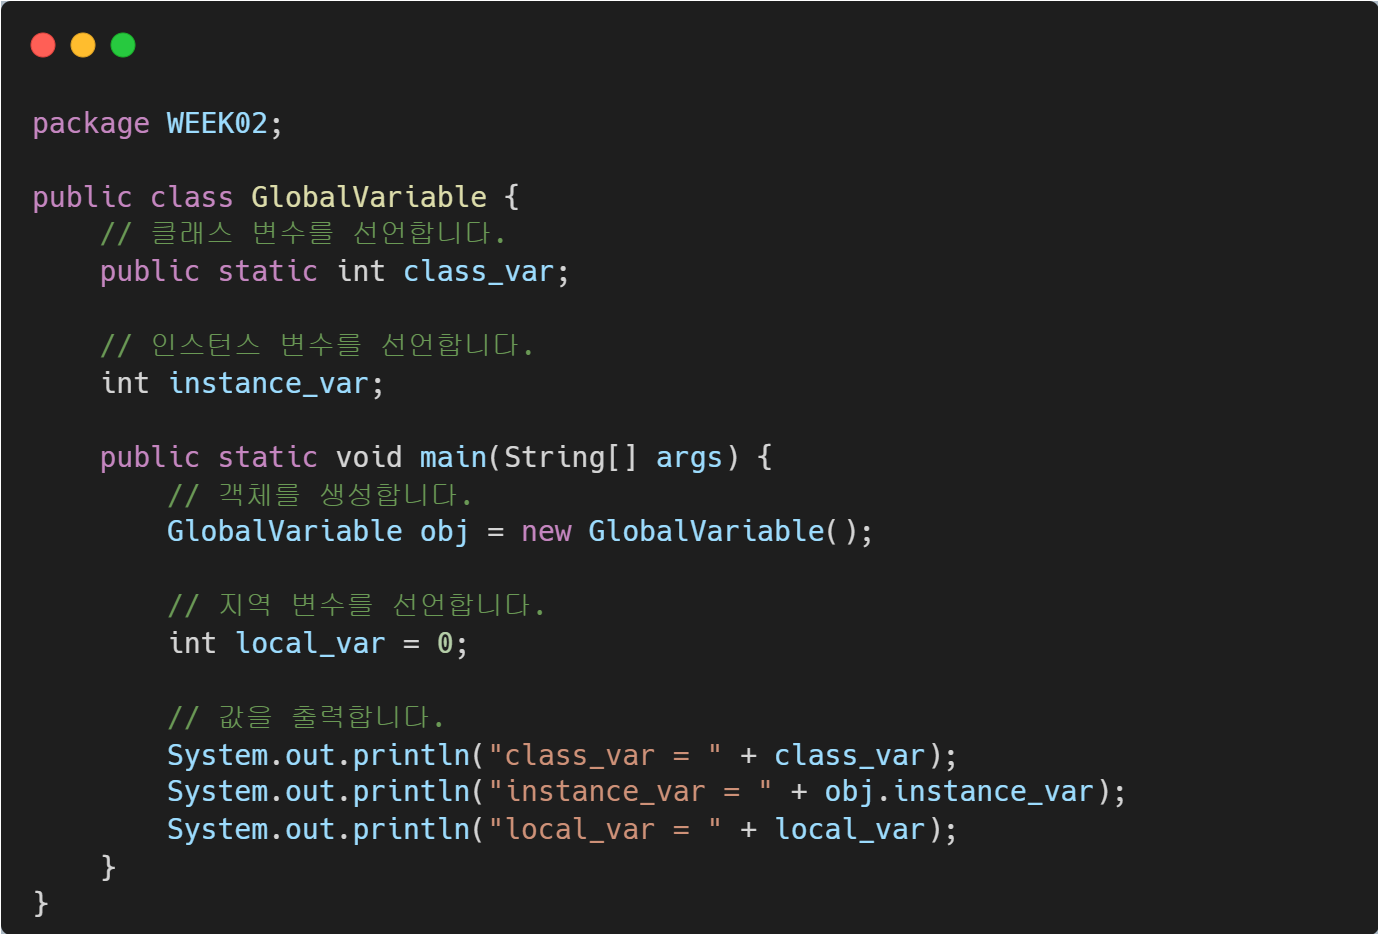 package WEEK02;
public class GlobalVariable {
// 클래스 변수를 선언합니다.
public static int class_var;
// 인스턴스 변수를 선언합니다.
int instance_var;
public static void main(String[] args) {
// 객체를 생성합니다.
GlobalVariable obj = new GlobalVariable();
// 지역 변수를 선언합니다.
int local_var = 0;
// 값을 출력합니다.
System.out.println("class_var = " + class_var);
System.out.println("instance_var = " + obj.instance_var);
System.out.println("local_var = " + local_var);
}
}